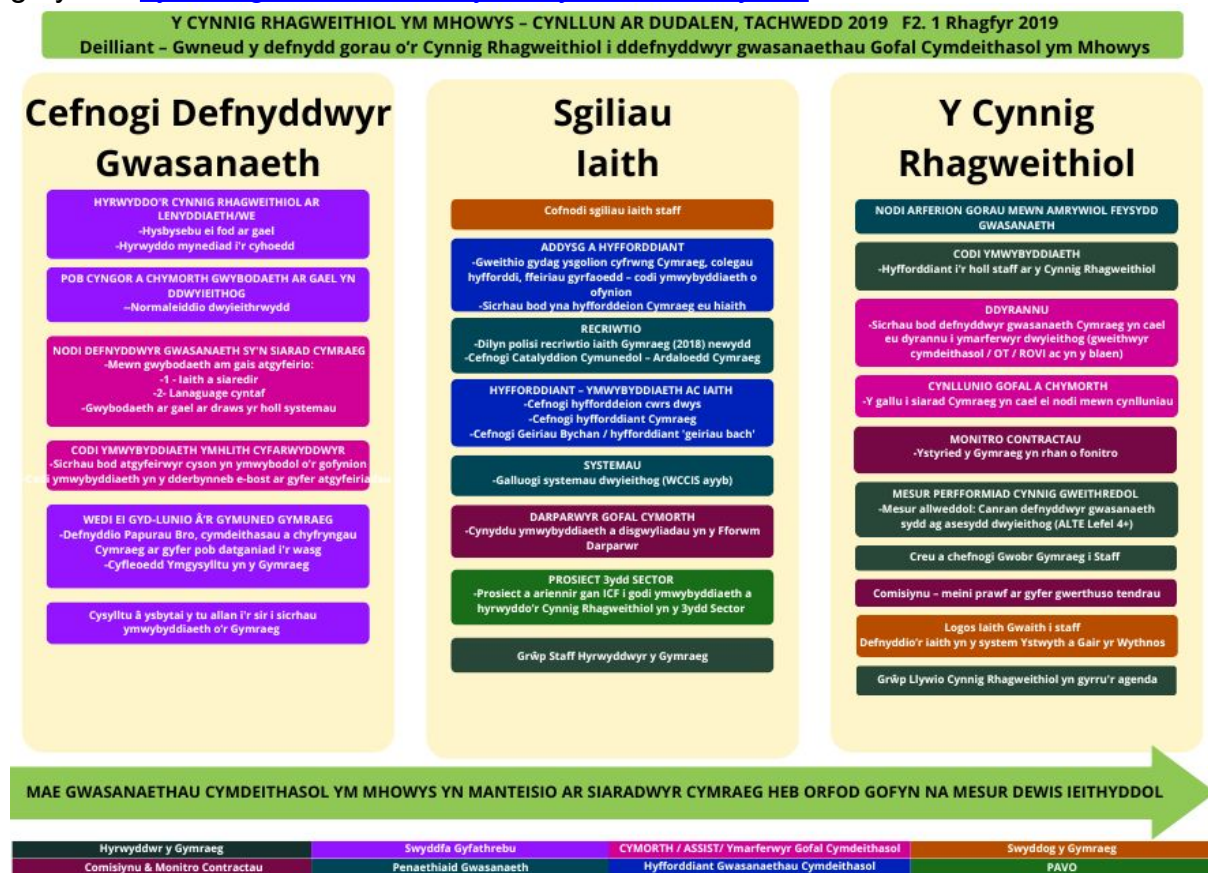 Y CYNNIG RHAGWEITHIOL YM MHOWYS – CYNLLUN AR DUDALEN, TACHWEDD 2019 F2. 1 Rhagfyr 2019
Deilliant – Gwneud y defnydd gorau o'r Cynnig Rhagweithiol i ddefnyddwyr gwasanaethau Gofal Cymdeithasol ym Mhowys
Cefnogi Defnyddwyr
Gwasanaeth
HYRWYDDO'R CYNNIG RHAGWEITHIOL AR
LENYDDIAETH/WE
-Hysbysebu ei fod ar gael
-Hyrwyddo mynediad i'r cyhoedd
POB CYNGOR A CHYMORTH GWYBODAETH AR GAEL YN
DDWYIEITHOG
--Normaleiddio dwyieithrwydd
NODI DEFNYDDWYR GWASANAETH SY'N SIARAD CYMRAEG
-Mewn gwybodaeth am gais atgyfeirio:
-1 - Iaith a siaredir
-2- Lanaguage cyntaf
-Gwybodaeth ar gael ar draws yr holl systemau
CODI YMWYBYDDIAETH YMHLITH CYFARWYDDWYR
-Sicrhau bod atgyfeirwyr cyson yn ymwybodol o'r gofynion
ymwybyddiaeth yn y dderbynneb e-bost ar gyfer
WEDI EI GYD-LUNIO Â'R GYMUNED GYMRAEG
-Defnyddio Papurau Bro, cymdeithasau a chyfryngau
Cymraeg ar gyfer pob datganiad i'r wasg
-Cyfleoedd Ymgysylltu yn y Gymraeg
Cysylltu â ysbytai y tu allan i'r sir i sicrhau
ymwybyddiaeth o'r Gymraeg
Sgiliau
Iaith
Cofnodi sgiliau iaith staff
ADDYSG A HYFFORDDIANT
-Gweithio gydag ysgolion cyfrwng Cymraeg, colegau
hyfforddi, ffeiriau gyrfaoedd – codi ymwybyddiaeth o
ofynion
-Sicrhau bod yna hyfforddeion Cymraeg eu hiaith
RECRIWTIO
-Dilyn polisi recriwtio iaith Gymraeg (2018) newydd
-Cefnogi Catalyddion Cymunedol – Ardaloedd Cymraeg
HYFFORDDIANT – YMWYBYDDIAETH AC IAITH
-Cefnogi hyfforddeion cwrs dwys
-Cefnogi hyfforddiant Cymraeg
-Cefnogi Geiriau Bychan / hyfforddiant 'geiriau bach'
SYSTEMAU
-Galluogi systemau dwyieithog (WCCIS ayyb)
DARPARWYR GOFAL CYMORTH
-Cynyddu ymwybyddiaeth a disgwyliadau yn y Fforwm
Darparwr
PROSIECT 3ydd SECTOR
-Prosiect a ariennir gan ICF i godi ymwybyddiaeth a
hyrwyddo'r Cynnig Rhagweithiol yn y 3ydd Sector
Grŵp Staff Hyrwyddwyr y Gymraeg
Y Cynnig
Rhagweithiol
NODI ARFERION GORAU MEWN AMRYWIOL FEYSYDD
GWASANAETH
CODI YMWYBYDDIAETH
-Hyfforddiant i'r holl staff ar y Cynnig Rhagweithiol
DDYRANNU
-Sicrhau bod defnyddwyr gwasanaeth Cymraeg yn cael
eu dyrannu i ymarferwyr dwyieithog (gweithwyr
cymdeithasol / OT / ROVI ac yn y blaen)
CYNLLUNIO GOFAL A CHYMORTH
-Y gallu i siarad Cymraeg yn cael ei nodi mewn cynlluniau
MONITRO CONTRACTAU
-Ystyried y Gymraeg yn rhan o fonitro
MESUR PERFFORMIAD CYNNIG GWEITHREDOL
-Mesur allweddol: Canran defnyddwyr gwasanaeth
sydd ag asesydd dwyieithog (ALTE Lefel 4+)
Creu a chefnogi Gwobr Gymraeg i Staff
Comisiynu – meini prawf ar gyfer gwerthuso tendrau
Logos Iaith Gwaith i staff
Defnyddio'r iaith yn y system Ystwyth a Gair yr Wythnos
Grŵp Llywio Cynnig Rhagweithiol yn gyrru'r agenda
MAE GWASANAETHAU CYMDEITHASOL YM MHOWYS YN MANTEISIO AR SIARADWYR CYMRAEG HEB ORFOD GOFYN NA MESUR DEWIS IEITHYDDOL
Hyrwyddwr y Gymraeg
Swyddfa Gyfathrebu
CYMORTH / ASSIST/ Ymarferwyr Gofal Cymdeithasol
Swyddog y Gymraeg
Comisiynu & Monitro Contractau
Penaethiaid Gwasanaeth
Hyfforddiant Gwasanaethau Cymdeithasol
PAVO